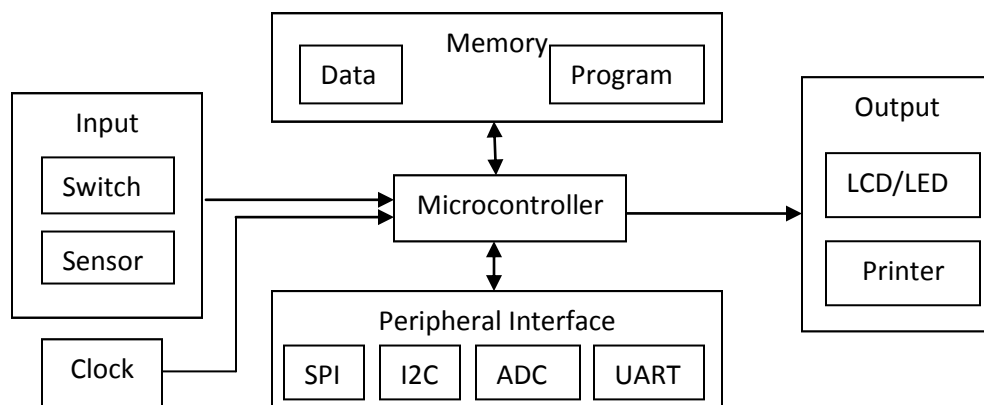 Memory
Data
Program
Input
Switch
Sensor
Clock
Microcontroller
Output
LCD/LED
Printer
Peripheral Interface
SPI
I2C
ADC
UART